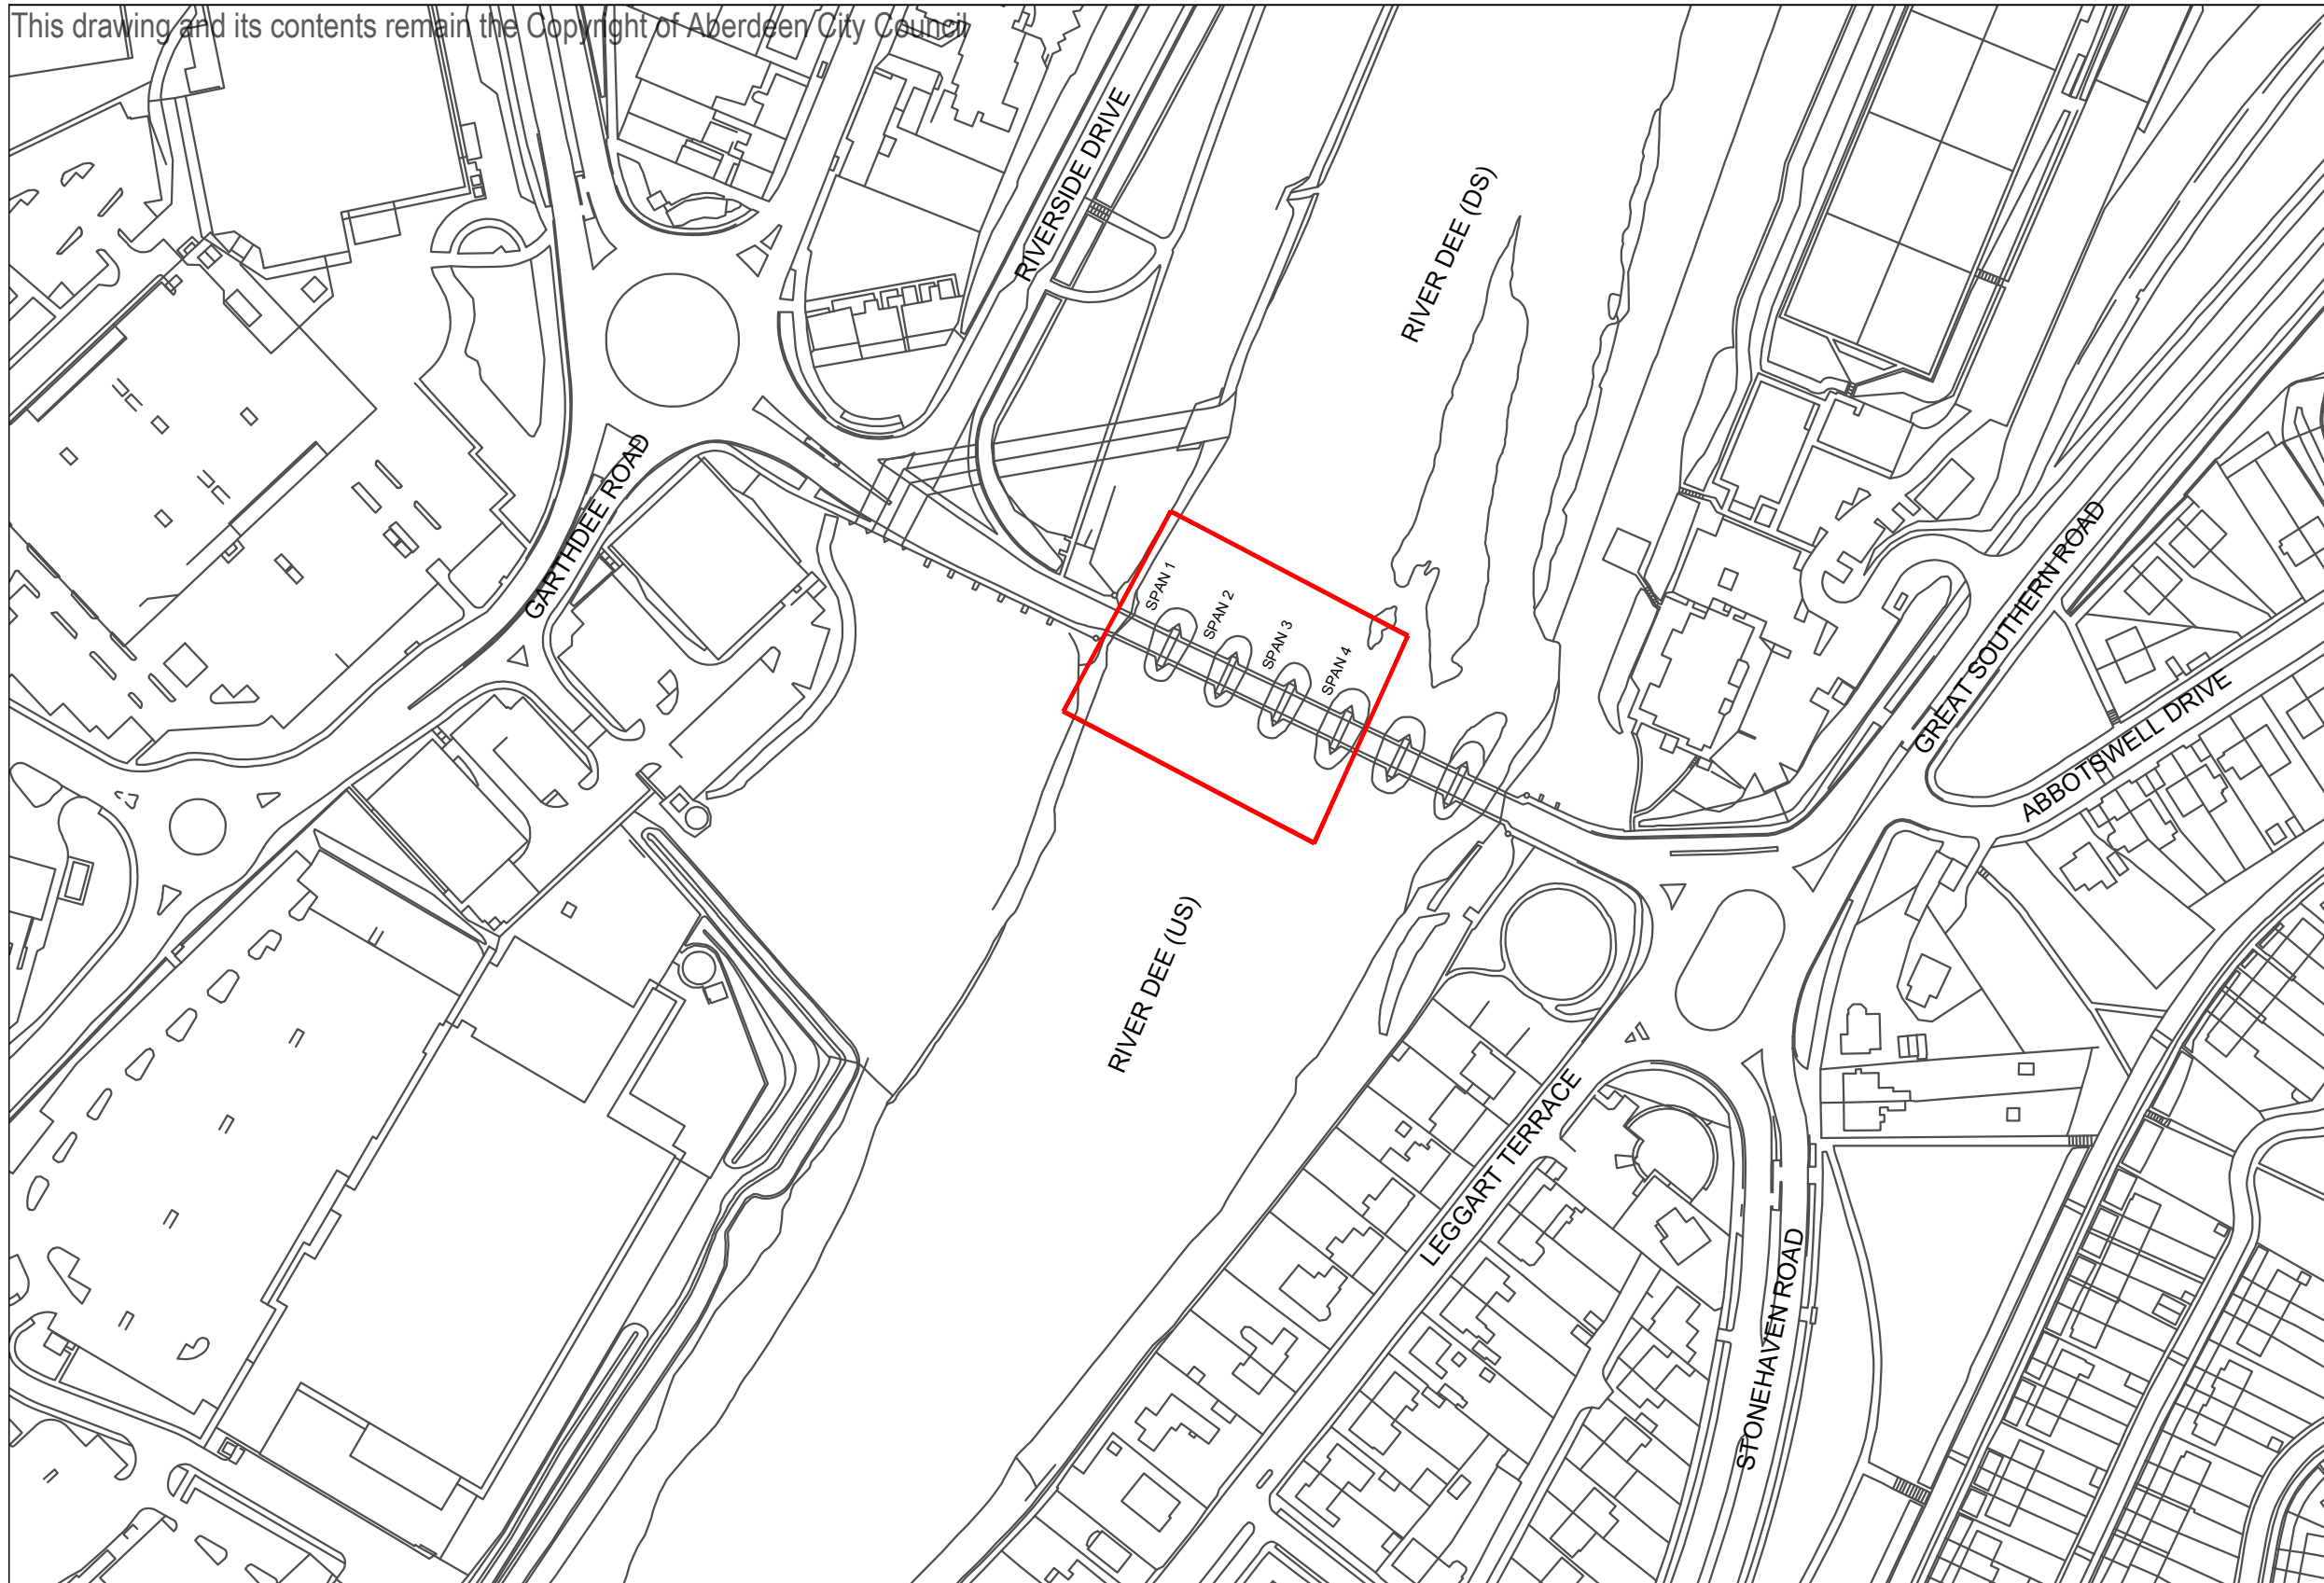 This drawing and its contents remain the Copyright of Aberdeen City Council
RIVERSIDE DRIVE
RIVER DEE (DS)
GARTHDEE ROAD
SPAN 1
SPAN 2
SPAN 3
SPAN 4
GREAT SOUTHERN ROAD
ABBOTSWELL DRIVE
RIVER DEE (US)
LEGGART TERRACE
STONEHAVEN ROAD